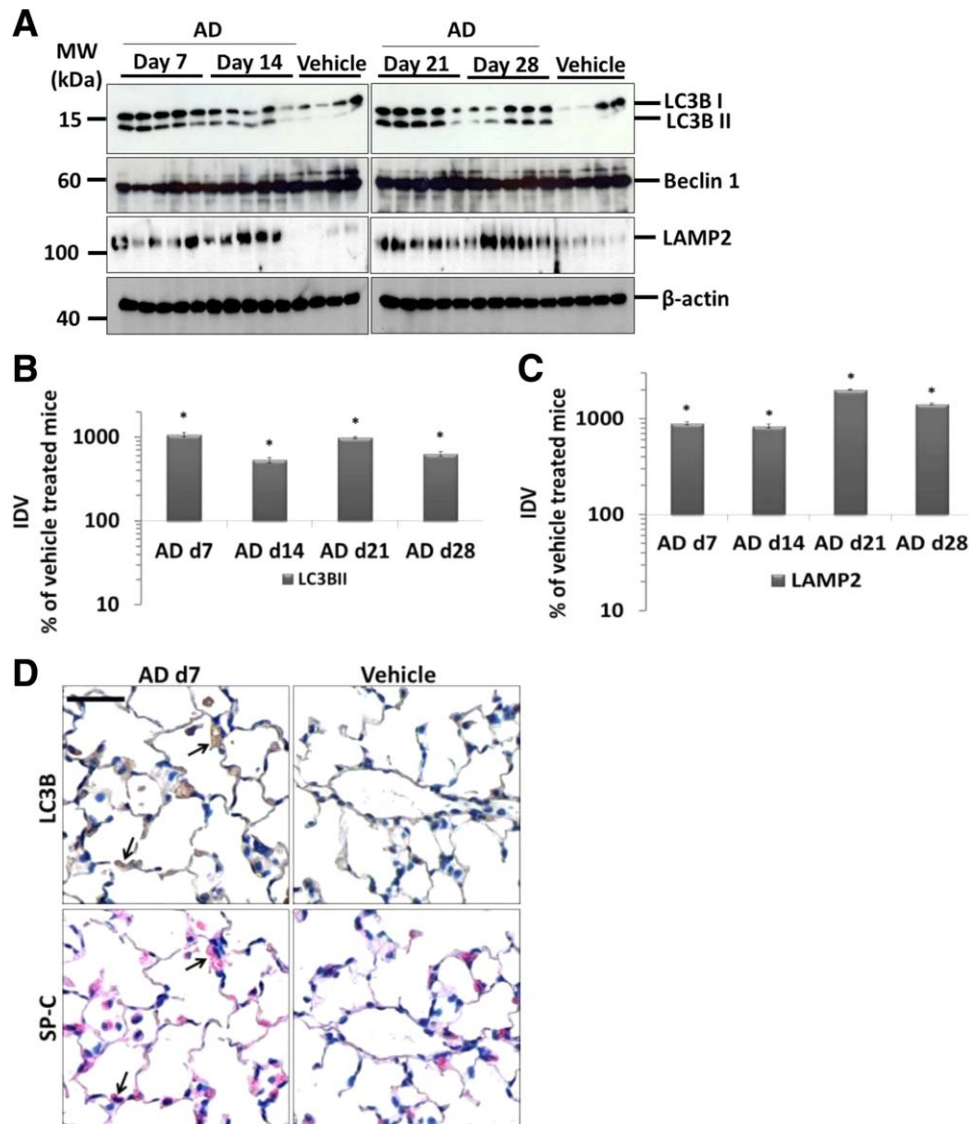 A
AD AD
MW
(kDa)
Day 7 Day 14 Vehicle Day 21 Day 28 Vehicle
15
LC3B I
LC3B II
60
Beclin 1
100
LAMP2
40
β-actin
B
IDV
% of vehicle treated mice
1000
100
10
* * * *
AD d7 AD d14 AD d21 AD d28
LC3BII
C
IDV
% of vehicle treated mice
1000
100
10
* * * *
AD d7 AD d14 AD d21 AD d28
LAMP2
D
AD d7 Vehicle
LC3B
SP-C